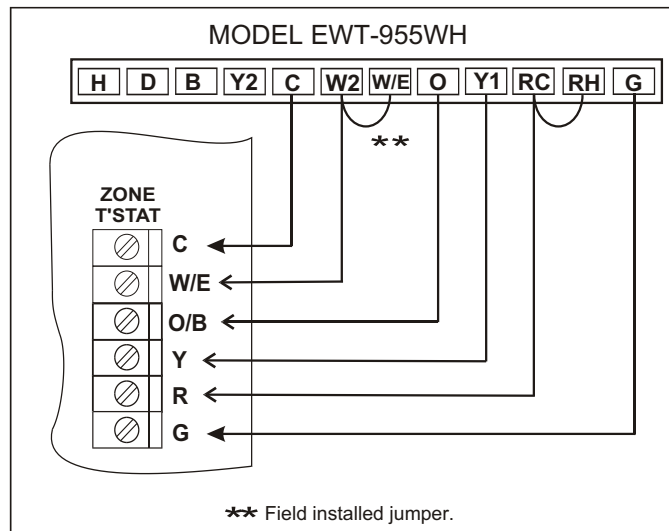 MODEL EWT-955WH
H D B Y2 C W2 W/E O Y1 RC RH G
**
ZONE
T'STAT
C
W/E
O/B
Y
R
G
** Field installed jumper.